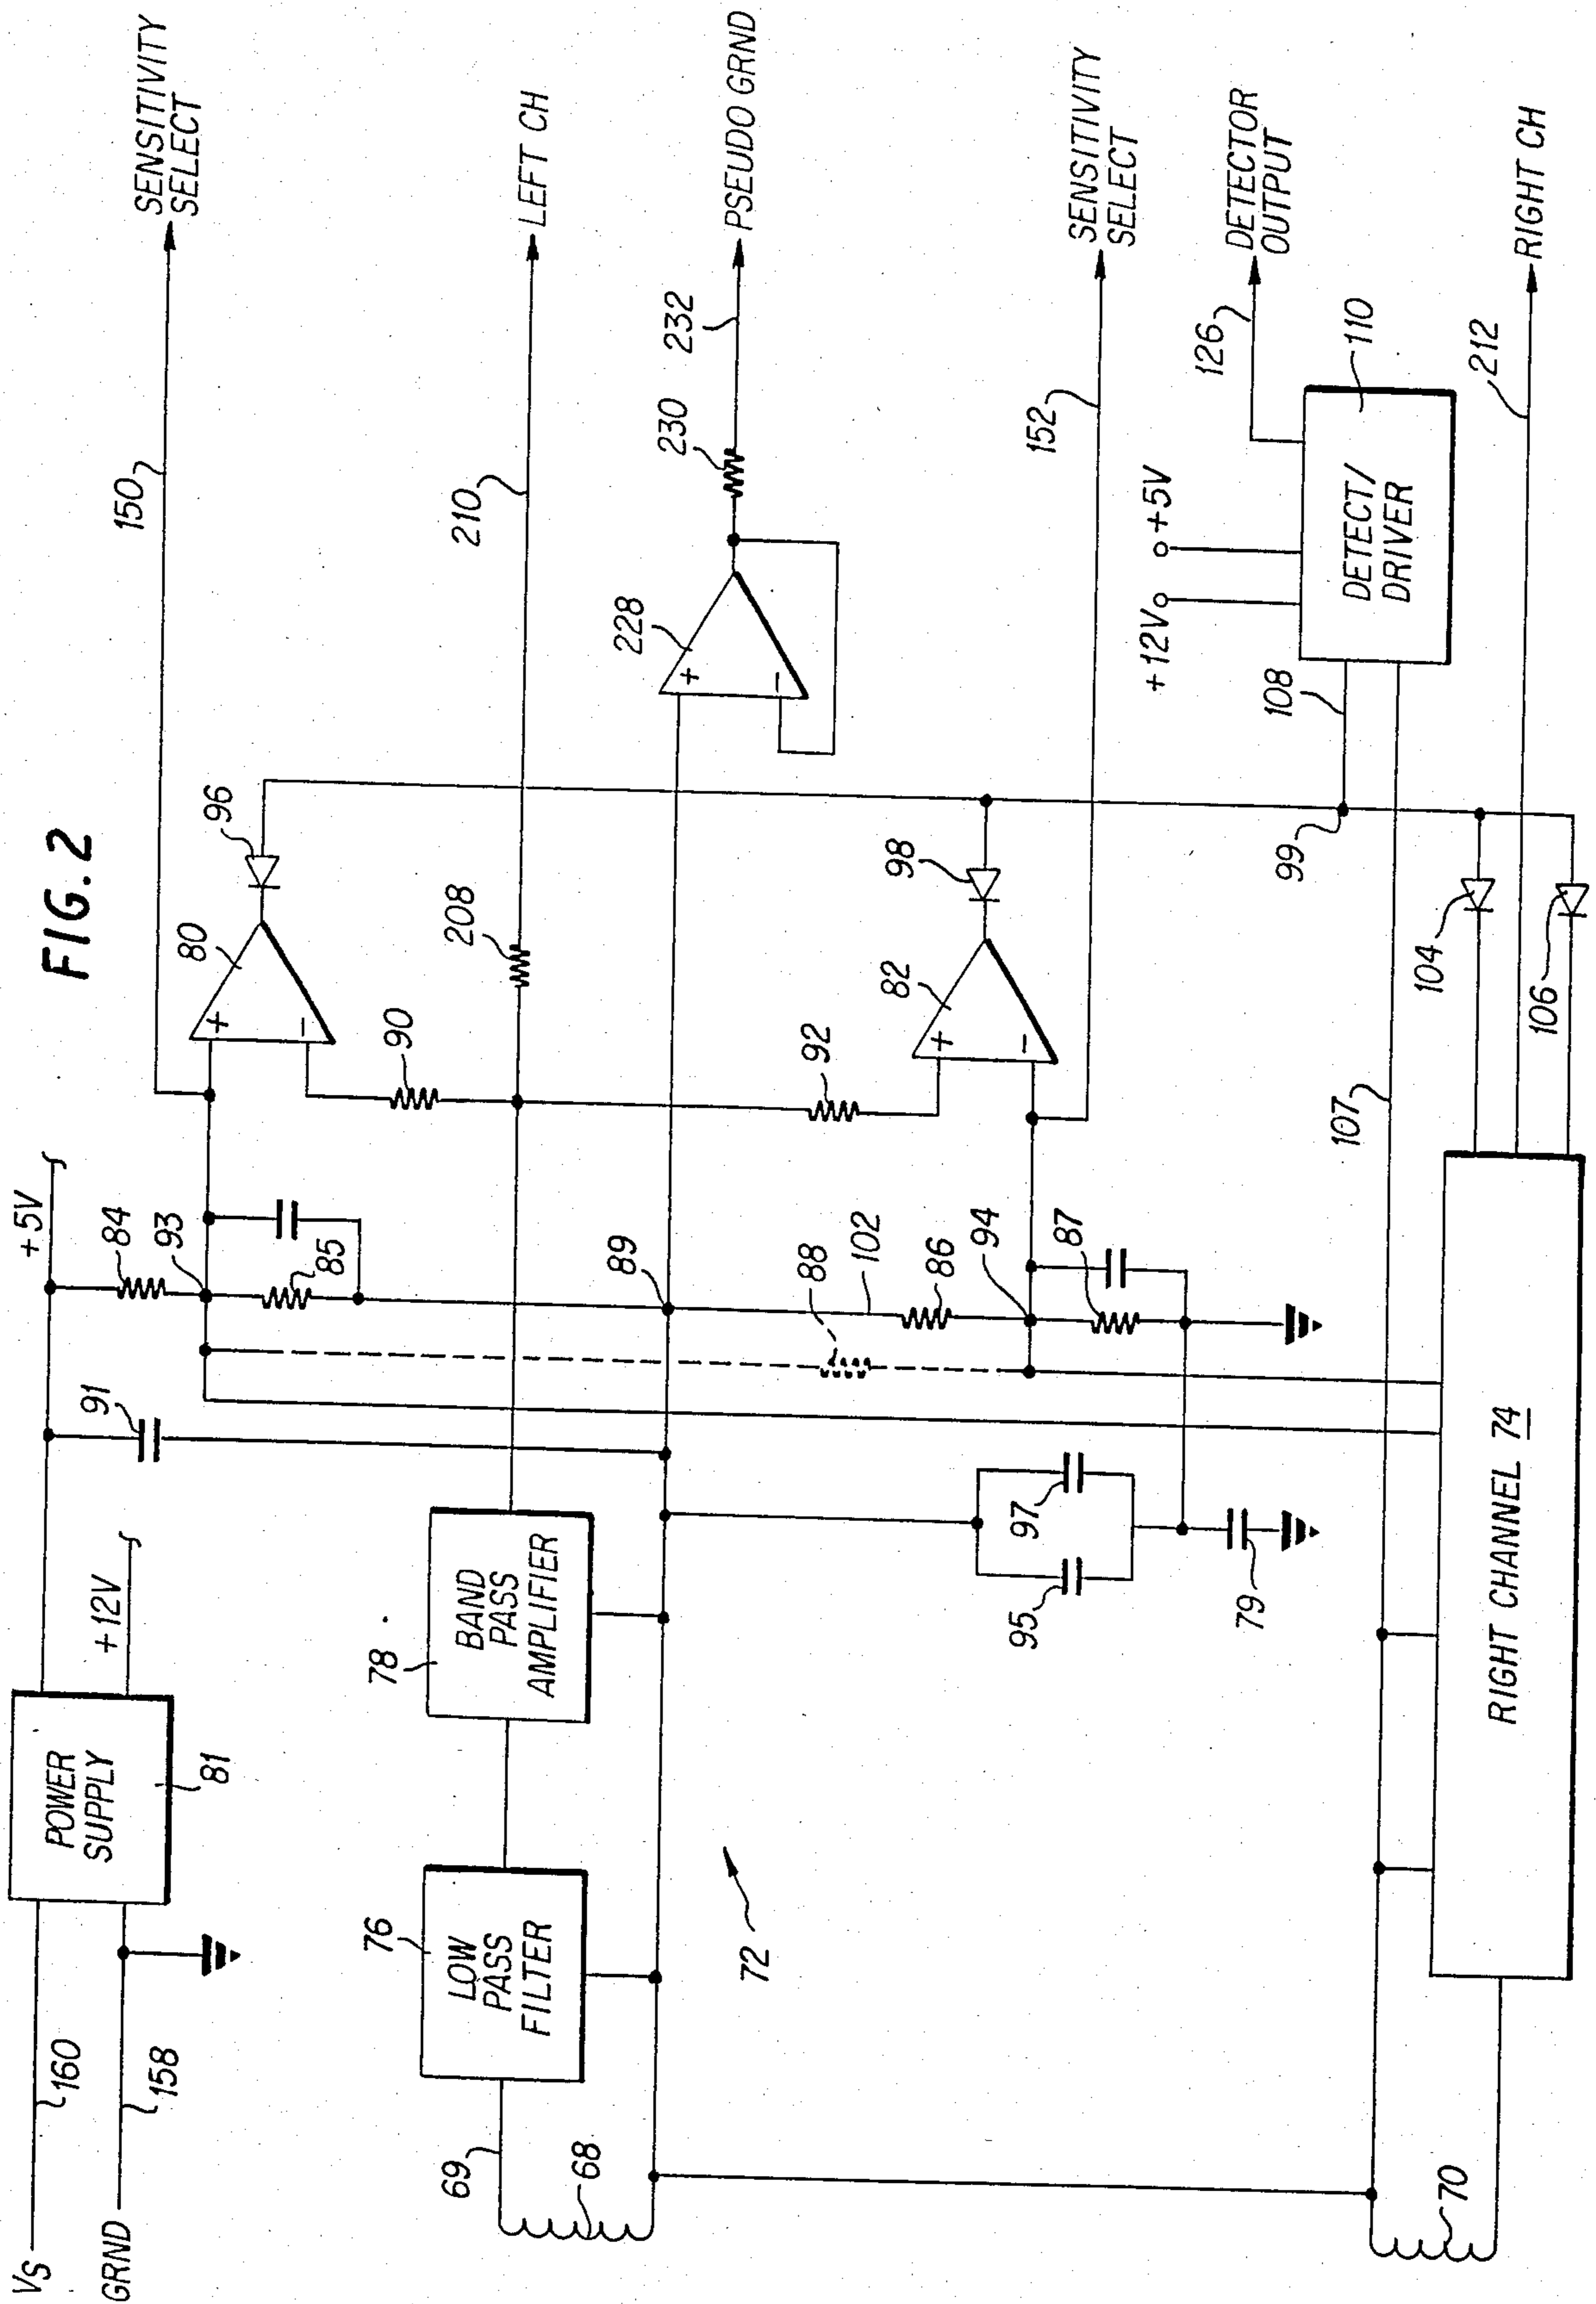 FIG. 2
SENSITIVITY
SELECT
150
LEFT CH
210
PSEUDO GRND
232
230
228
+
−
SENSITIVITY
SELECT
152
DETECTOR
OUTPUT
126
110
+5V
+12V
DETECT/
DRIVER
108
RIGHT CH
212
96
80
+
−
90
208
98
82
+
−
92
99
104
106
107
+5V
84
93
85
89
88
102
86
94
87
91
97
95
79
+12V
POWER
SUPPLY
81
78
BAND
PASS
AMPLIFIER
76
LOW
PASS
FILTER
72
RIGHT CHANNEL 74
VS
160
GRND
158
69
68
70